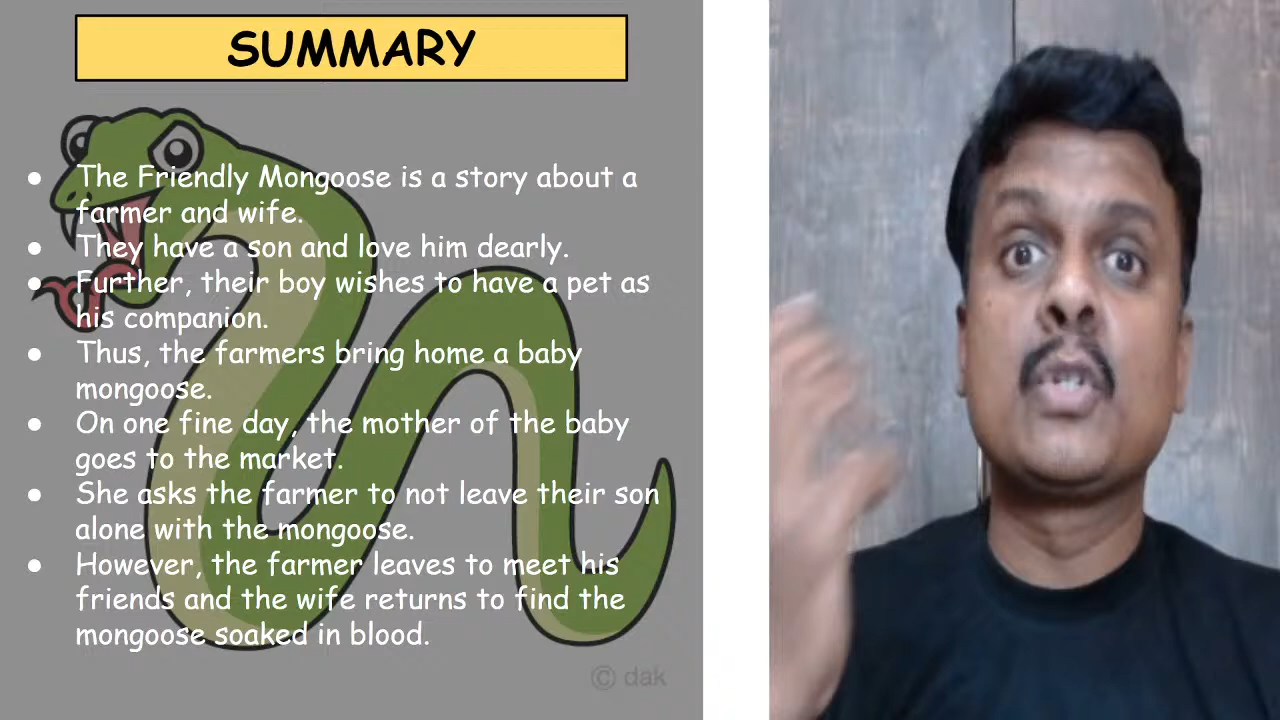 SUMMARY
● The Friendly Mongoose is a story about a
farmer and wife.
● They have a son and love him dearly.
● Further, their boy wishes to have a pet as
his companion.
● Thus, the farmers bring home a baby
mongoose.
● On one fine day, the mother of the baby
goes to the market.
● She asks the farmer to not leave their son
alone with the mongoose.
● However, the farmer leaves to meet his
friends and the wife returns to find the
mongoose soaked in blood.
© dak